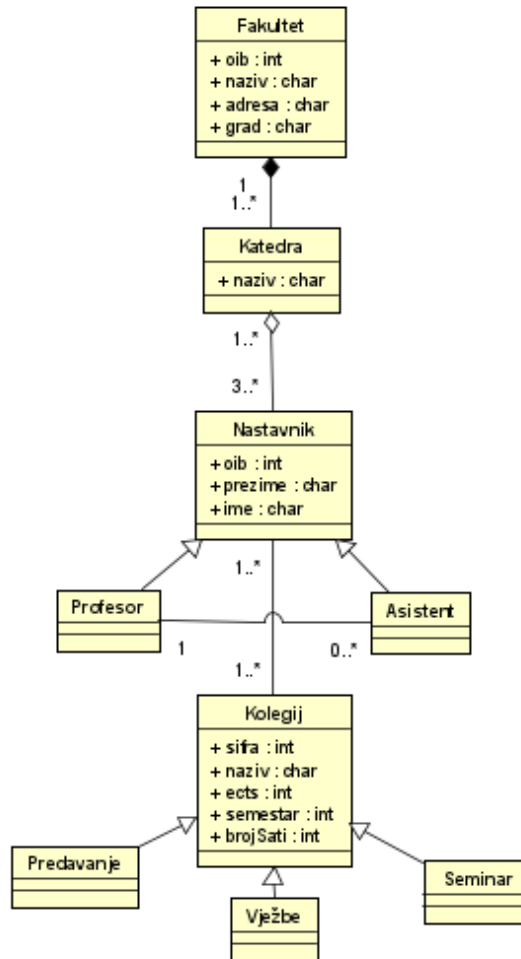 Fakultet
+ oib : int
+ naziv : char
+ adresa : char
+ grad : char
1
1..*
Katedra
+ naziv : char
1..*
3..*
Nastavnik
+ oib : int
+ prezime : char
+ ime : char
1..*
Profesor
Asistent
1
0..*
1..*
Kolegij
+ sifra : int
+ naziv : char
+ ects : int
+ semestar : int
+ brojSati : int
Predavanje
Vježbe
Seminar